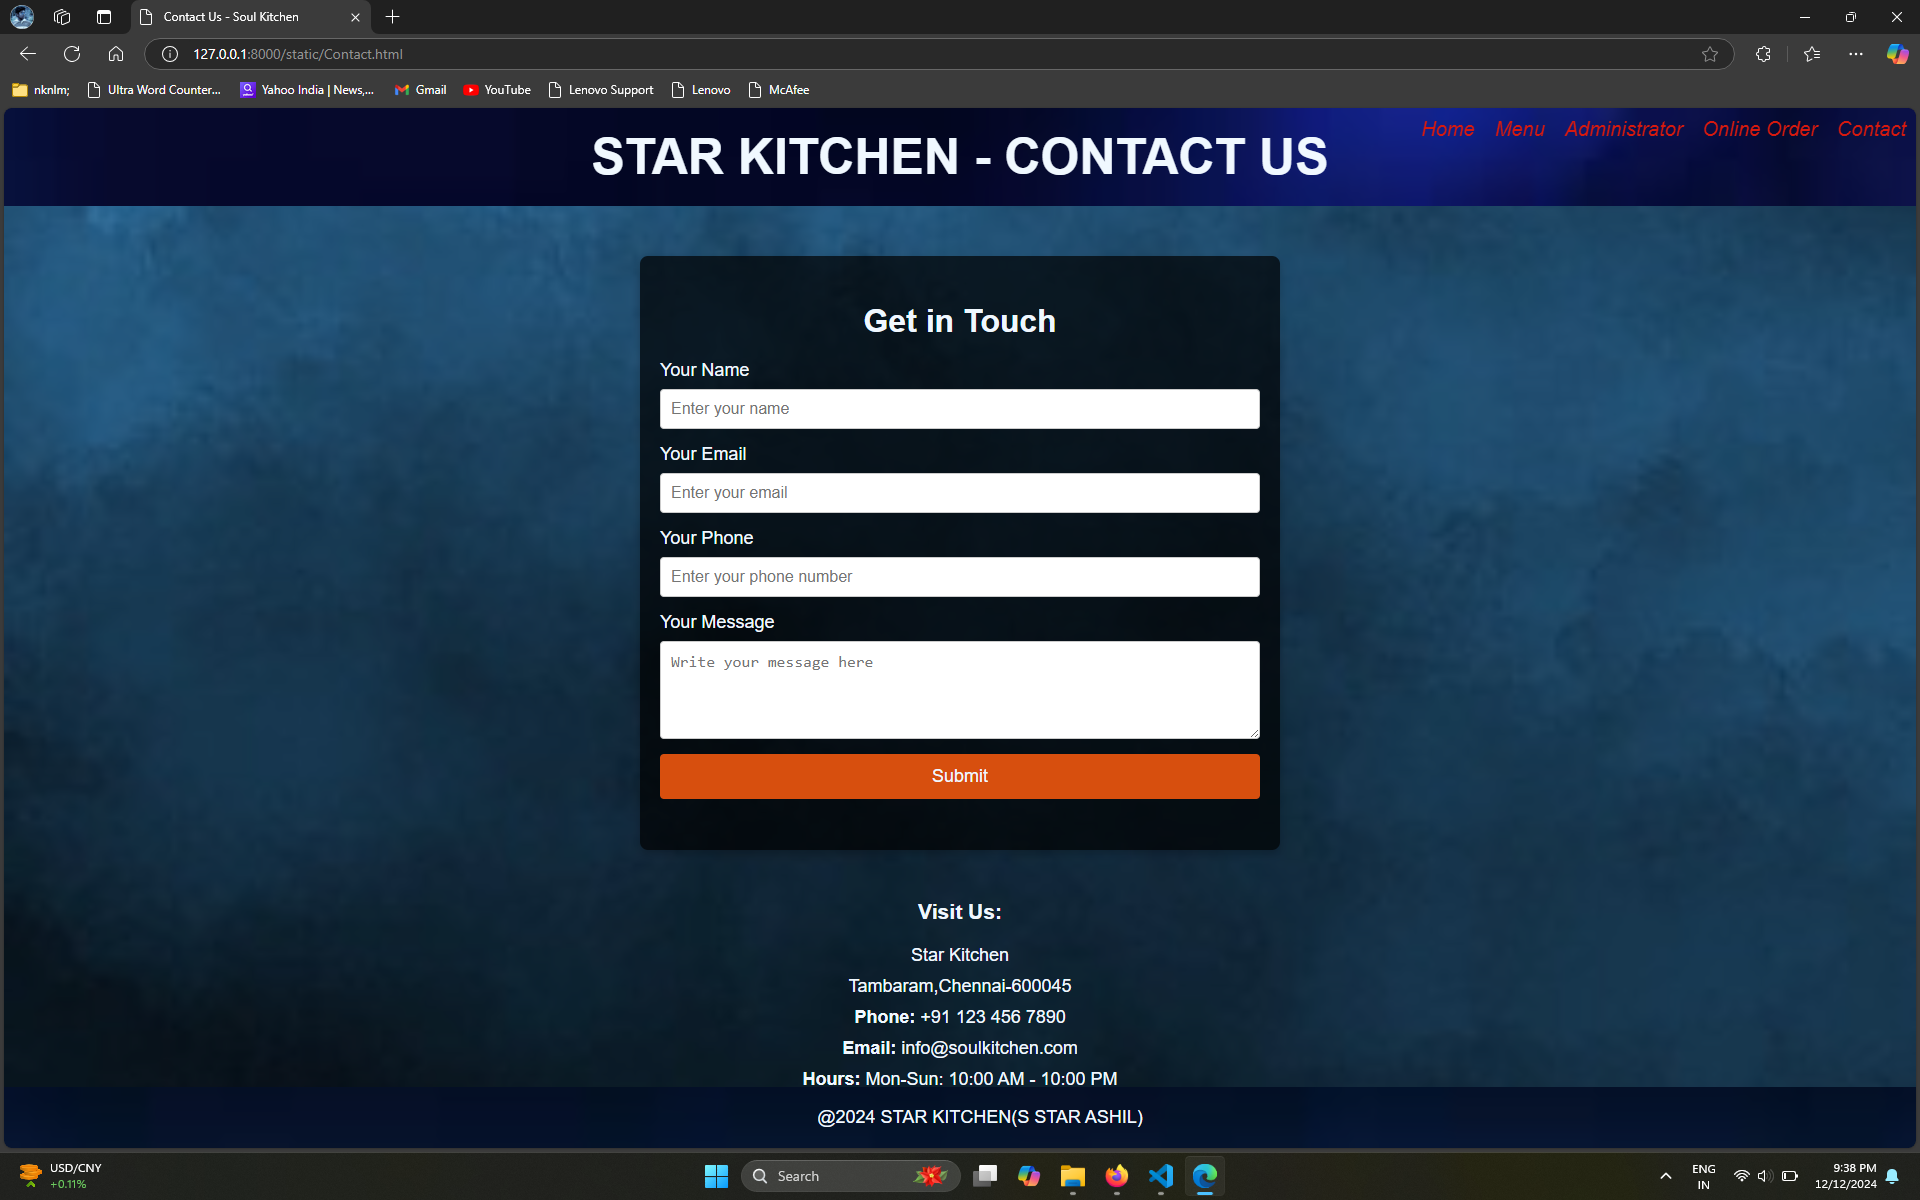 Contact Us - Soul Kitchen
127.0.0.1:8000/static/Contact.html
nknlm; Ultra Word Counter... Yahoo India | News,... Gmail YouTube Lenovo Support Lenovo McAfee
Home Menu Administrator Online Order Contact
STAR KITCHEN - CONTACT US
Get in Touch
Your Name
Enter your name
Your Email
Enter your email
Your Phone
Enter your phone number
Your Message
Write your message here
Submit
Visit Us:
Star Kitchen
Tambaram,Chennai-600045
Phone: +91 123 456 7890
Email: info@soulkitchen.com
Hours: Mon-Sun: 10:00 AM - 10:00 PM
@2024 STAR KITCHEN(S STAR ASHIL)
USD/CNY
+0.11%
Search
ENG
IN
9:38 PM
12/12/2024